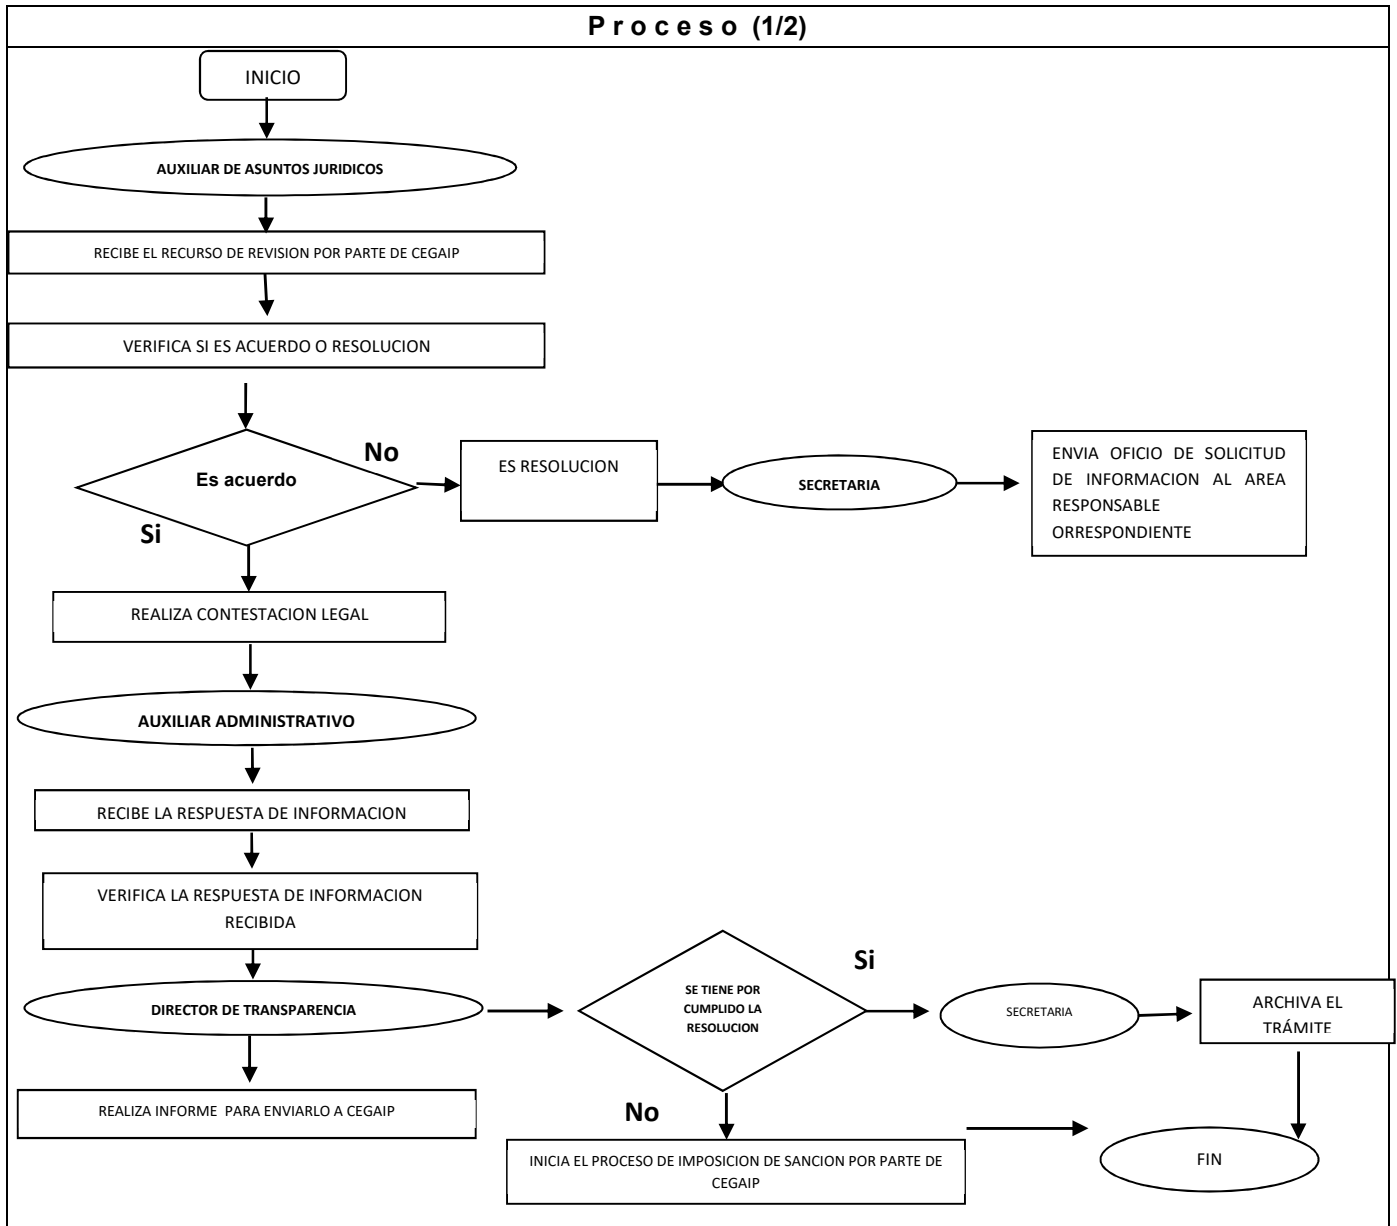 P r o c e s o (1/2)
INICIO
AUXILIAR DE ASUNTOS JURIDICOS
RECIBE EL RECURSO DE REVISION POR PARTE DE CEGAIP
VERIFICA SI ES ACUERDO O RESOLUCION
Es acuerdo
No
ES RESOLUCION
SECRETARIA
ENVIA OFICIO DE SOLICITUD
DE INFORMACION AL AREA
RESPONSABLE
ORRESPONDIENTE
Si
REALIZA CONTESTACION LEGAL
AUXILIAR ADMINISTRATIVO
RECIBE LA RESPUESTA DE INFORMACION
VERIFICA LA RESPUESTA DE INFORMACION
RECIBIDA
DIRECTOR DE TRANSPARENCIA
SE TIENE POR
CUMPLIDO LA
RESOLUCION
Si
SECRETARIA
ARCHIVA EL
TRÁMITE
REALIZA INFORME PARA ENVIARLO A CEGAIP
No
INICIA EL PROCESO DE IMPOSICION DE SANCION POR PARTE DE
CEGAIP
FIN